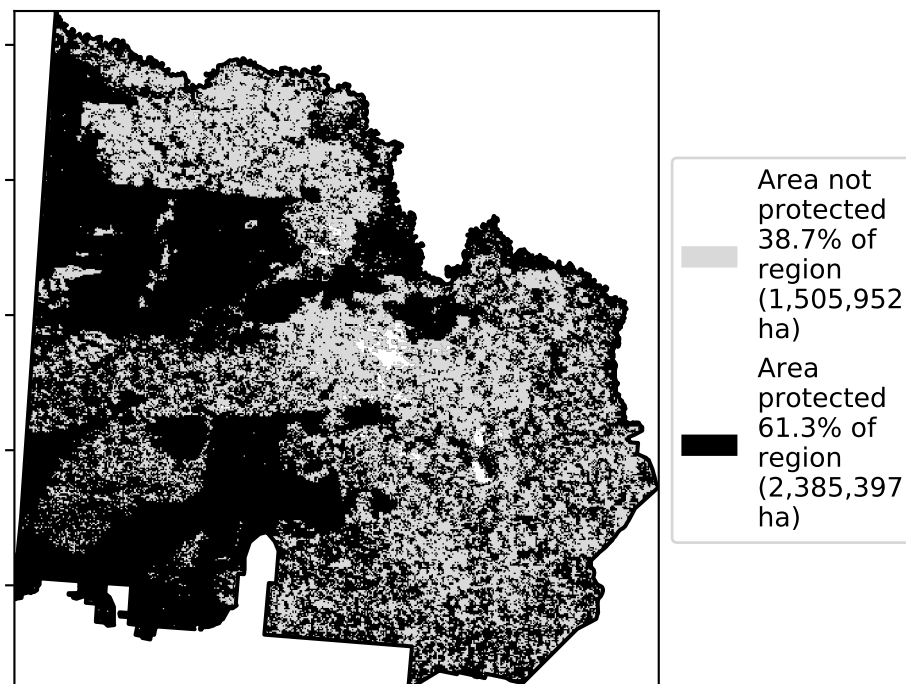 Area not
protected
38.7% of
region
(1,505,952
ha)
Area
protected
61.3% of
region
(2,385,397
ha)